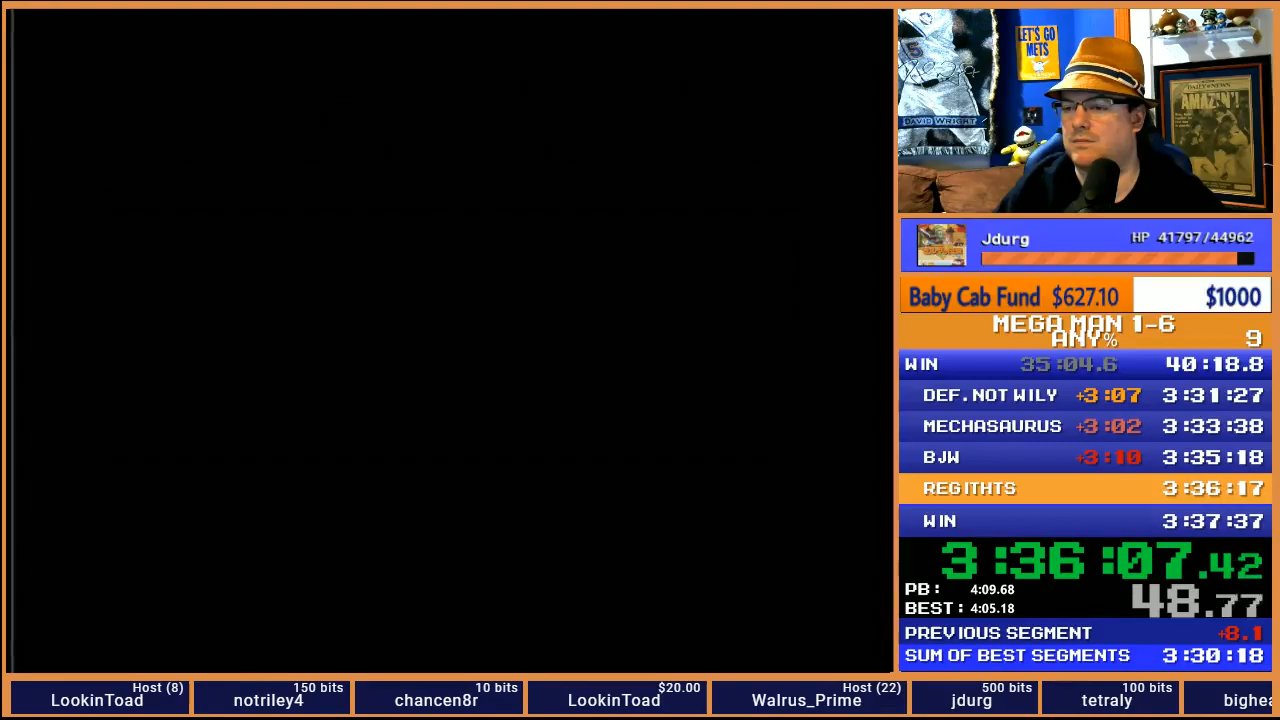 LET'S GO
METS
DAVID WRIGHT
DAILY NEWS
AMAZIN'!
Jdurg HP 41797/44962
Baby Cab Fund $627.10 $1000
MEGA MAN 1-6
ANY% 9
WIN 35:04.6 40:18.8
DEF. NOT WILY +3:07 3:31:27
MECHASAURUS +3:02 3:33:38
BJW +3:10 3:35:18
REGITHTS 3:36:17
WIN 3:37:37
3:36:07.42
PB: 4:09.68
BEST: 4:05.18
48.77
PREVIOUS SEGMENT +8.1
SUM OF BEST SEGMENTS 3:30:18
Host (8)
LookinToad
150 bits
notriley4
10 bits
chancen8r
$20.00
LookinToad
Host (22)
Walrus_Prime
500 bits
jdurg
100 bits
tetraly
bighea